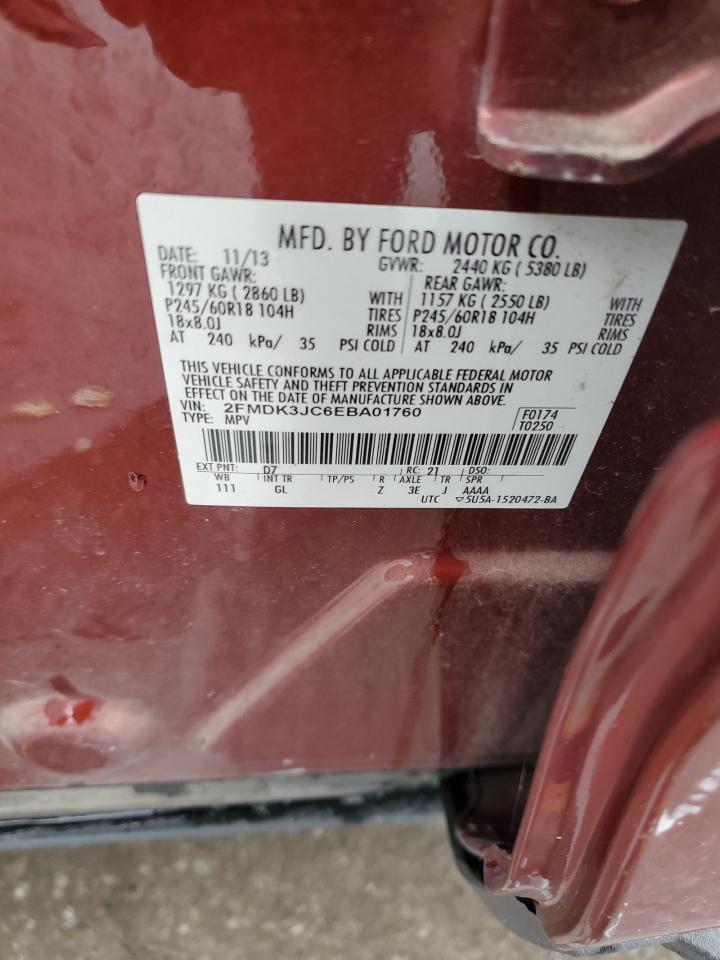 MFD. BY FORD MOTOR CO.
DATE: 11/13 GVWR: 2440 KG ( 5380 LB)
FRONT GAWR: REAR GAWR:
1297 KG ( 2860 LB) WITH 1157 KG ( 2550 LB) WITH
P245/60R18 104H TIRES P245/60R18 104H TIRES
18x8.0J RIMS 18x8.0J RIMS
AT 240 kPa/ 35 PSI COLD AT 240 kPa/ 35 PSI COLD
THIS VEHICLE CONFORMS TO ALL APPLICABLE FEDERAL MOTOR
VEHICLE SAFETY AND THEFT PREVENTION STANDARDS IN
EFFECT ON THE DATE OF MANUFACTURE SHOWN ABOVE.
VIN: 2FMDK3JC6EBA01760 F0174
TYPE: MPV T0250
EXT PNT: D7 RC: 21 DSO:
WB INT TR TP/PS R AXLE TR SPR
111 GL Z 3E J AAAA
UTC ▽5U5A-1520472-BA